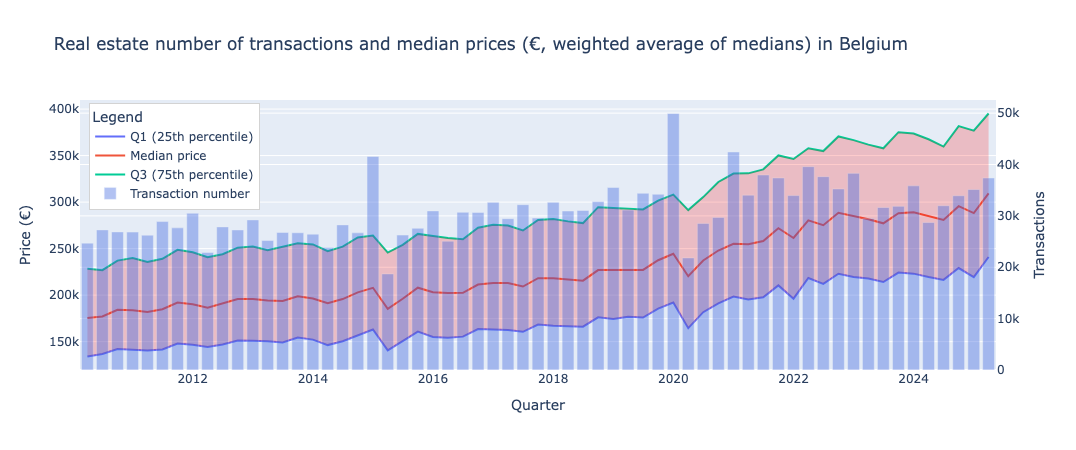 Real estate number of transactions and median prices (€, weighted average of medians) in Belgium
Legend
Q1 (25th percentile)
Median price
Q3 (75th percentile)
Transaction number
Price (€)
400k
350k
300k
250k
200k
150k
50k
40k
30k
20k
10k
0
Transactions
2012 2014 2016 2018 2020 2022 2024
Quarter